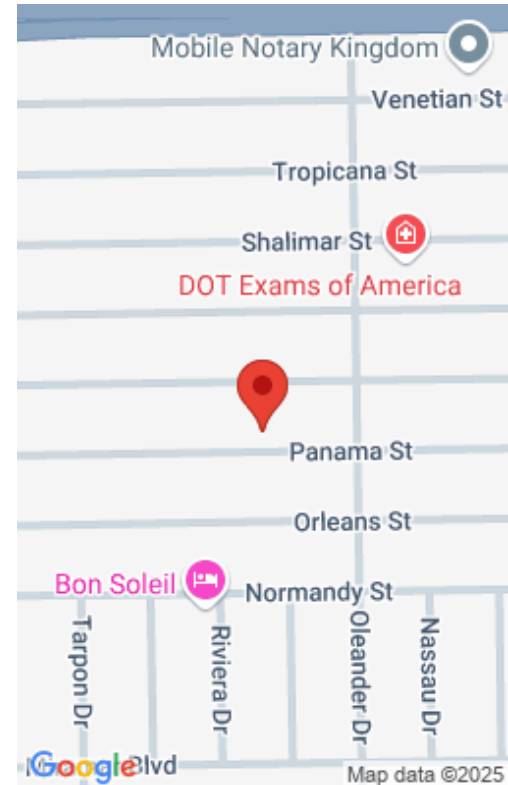 Mobile Notary Kingdom
Venetian St
Tropicana St
Shalimar St
DOT Exams of America
Panama St
Orleans St
Bon Soleil
Normandy St
Tarpon Dr
Riviera Dr
Oleander Dr
Nassau Dr
Blvd
Google
Map data ©2025